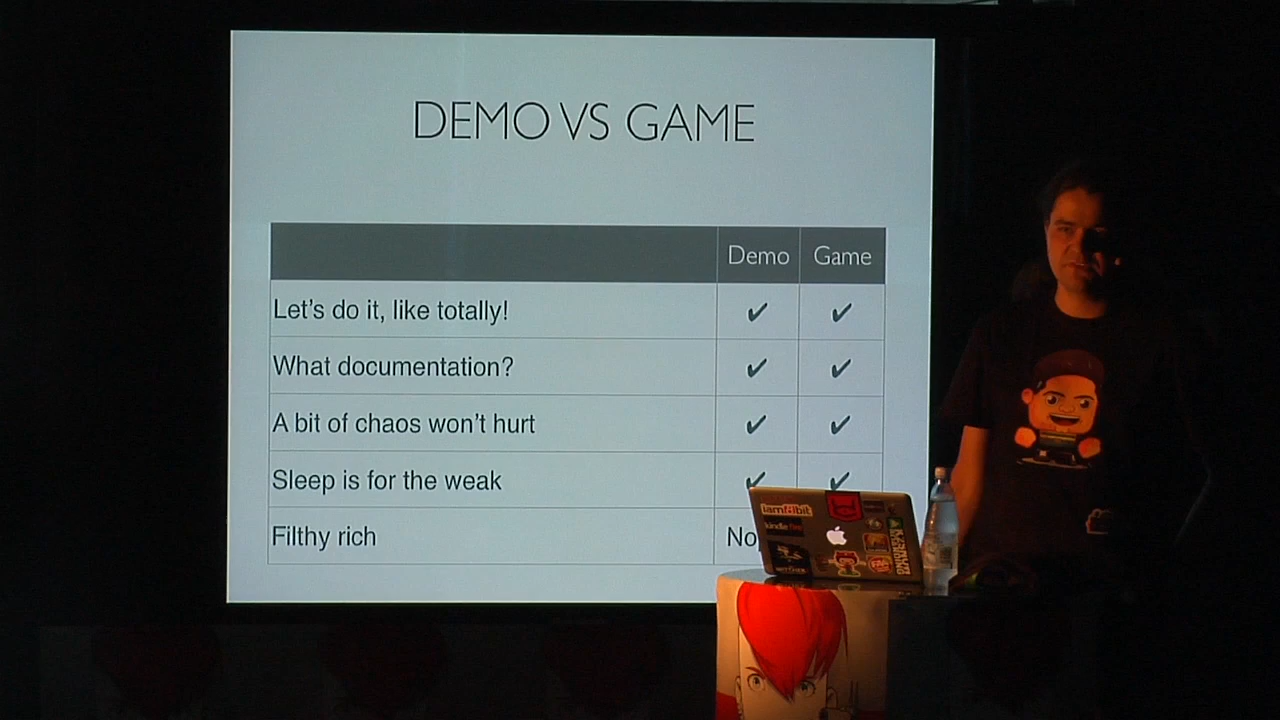 DEMO VS GAME
Demo Game
Let's do it, like totally! ✔ ✔
What documentation? ✔ ✔
A bit of chaos won't hurt ✔ ✔
Sleep is for the weak ✔ ✔
Filthy rich
iam8bit
kindle fire